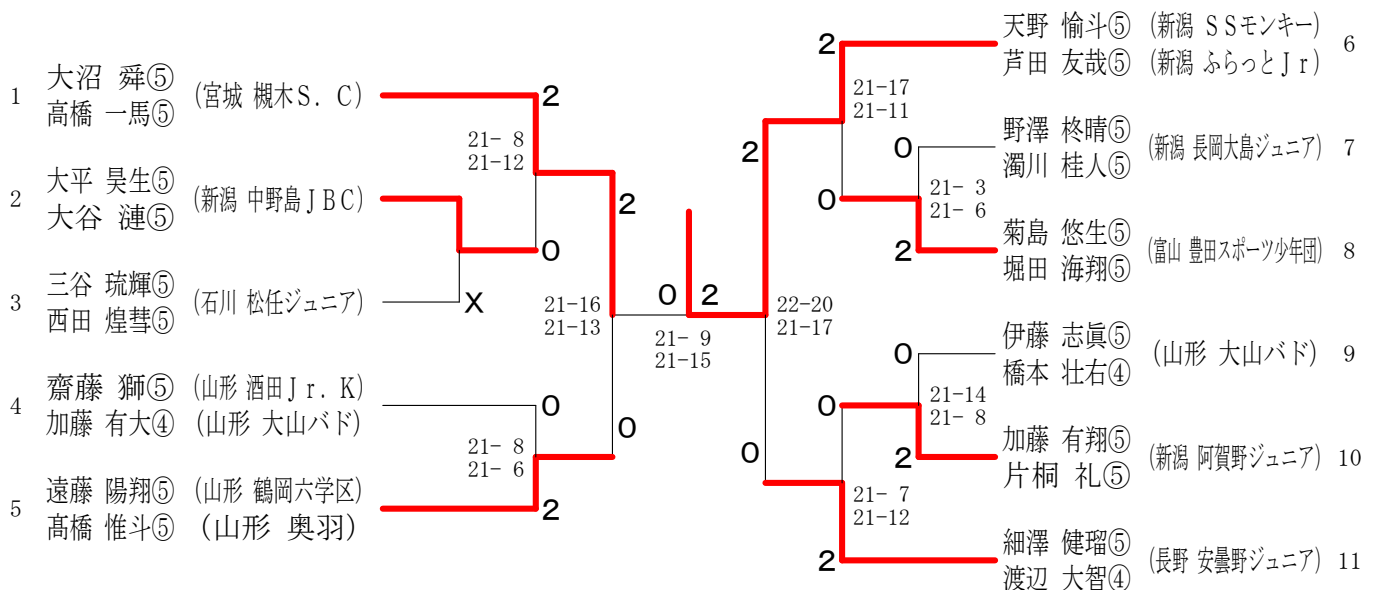 1
大沼 舜⑤ (宮城 槻木S. C)
高橋 一馬⑤
2
21- 8
21-12
2
大平 昊生⑤ (新潟 中野島JBC)
大谷 漣⑤
0
2
3
三谷 琉輝⑤ (石川 松任ジュニア)
西田 煌彗⑤
X
21-16
21-13
4
齋藤 獅⑤ (山形 酒田Jr. K)
加藤 有大④ (山形 大山バド)
0
21- 8
21- 6
0
5
遠藤 陽翔⑤ (山形 鶴岡六学区)
髙橋 惟斗⑤ (山形 奥羽)
2
0 2
21- 9
21-15
天野 愉斗⑤ (新潟 SSモンキー) 6
芦田 友哉⑤ (新潟 ふらっとJr)
2
21-17
21-11
2
野澤 柊晴⑤ (新潟 長岡大島ジュニア) 7
濁川 桂人⑤
0
21- 3
21- 6
0
菊島 悠生⑤ (富山 豊田スポーツ少年団) 8
堀田 海翔⑤
2
22-20
21-17
伊藤 志眞⑤ (山形 大山バド) 9
橋本 壮右④
0
21-14
21- 8
0
加藤 有翔⑤ (新潟 阿賀野ジュニア) 10
片桐 礼⑤
2
0
21- 7
21-12
細澤 健瑠⑤ (長野 安曇野ジュニア) 11
渡辺 大智④
2